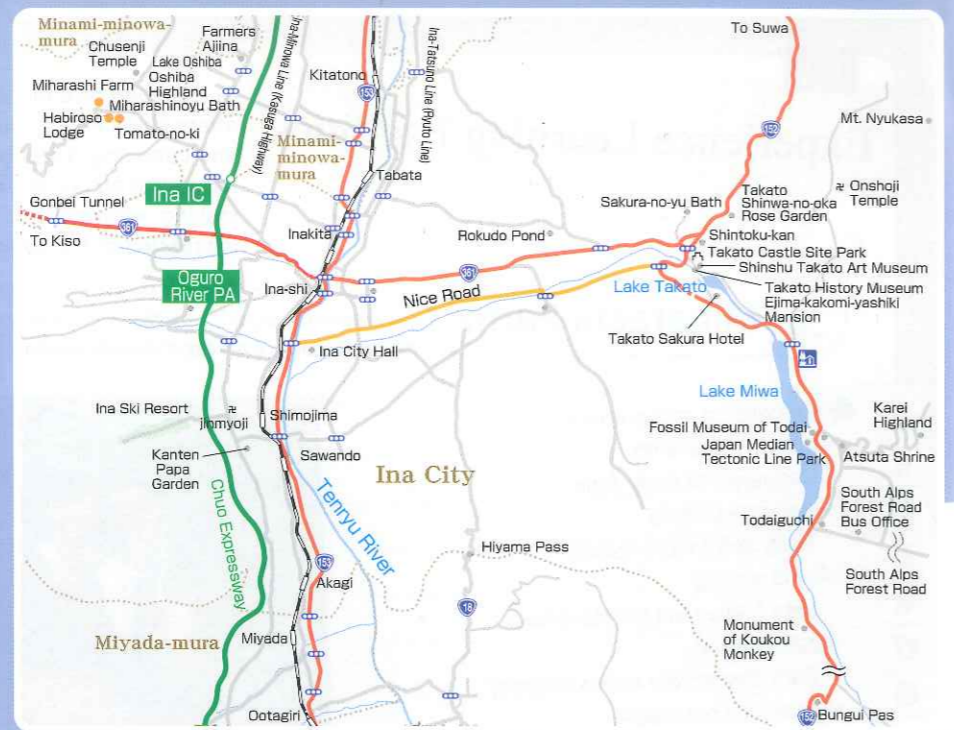 Minami-minowa-
mura
Farmers
Ajiina
Chusenji
Temple
Lake Oshiba
Oshiba
Highland
Miharashi Farm
Miharashinoyu Bath
Habiroso
Lodge
Tomato-no-ki
Ina-Minowa Line (Kasuga Highway)
Kitatono
153
Ina-Tatsuno Line (Ryuto Line)
Minami-
minowa-
mura
Tabata
To Suwa
152
Mt. Nyukasa
Ina IC
Gonbei Tunnel
361
To Kiso
Inakita
Rokudo Pond
Sakura-no-yu Bath
Takato
Shinwa-no-oka
Rose Garden
Onshoji
Temple
Shintoku-kan
Takato Castle Site Park
Shinshu Takato Art Museum
Takato History Museum
Ejima-kakomi-yashiki
Mansion
Oguro
River PA
Ina-shi
361
Nice Road
Lake Takato
Takato Sakura Hotel
Ina City Hall
Lake Miwa
Ina Ski Resort
jinmyoji
Shimojima
Sawando
Kanten
Papa
Garden
Karei
Highland
Fossil Museum of Todai
Japan Median
Tectonic Line Park
Atsuta Shrine
Ina City
Chuo Expressway
Tenryu River
South Alps
Forest Road
Bus Office
Todaiguchi
South Alps
Forest Road
Hiyama Pass
153
Akagi
18
Miyada-mura
Miyada
Monument
of Koukou
Monkey
Ootagiri
152
Bungui Pas